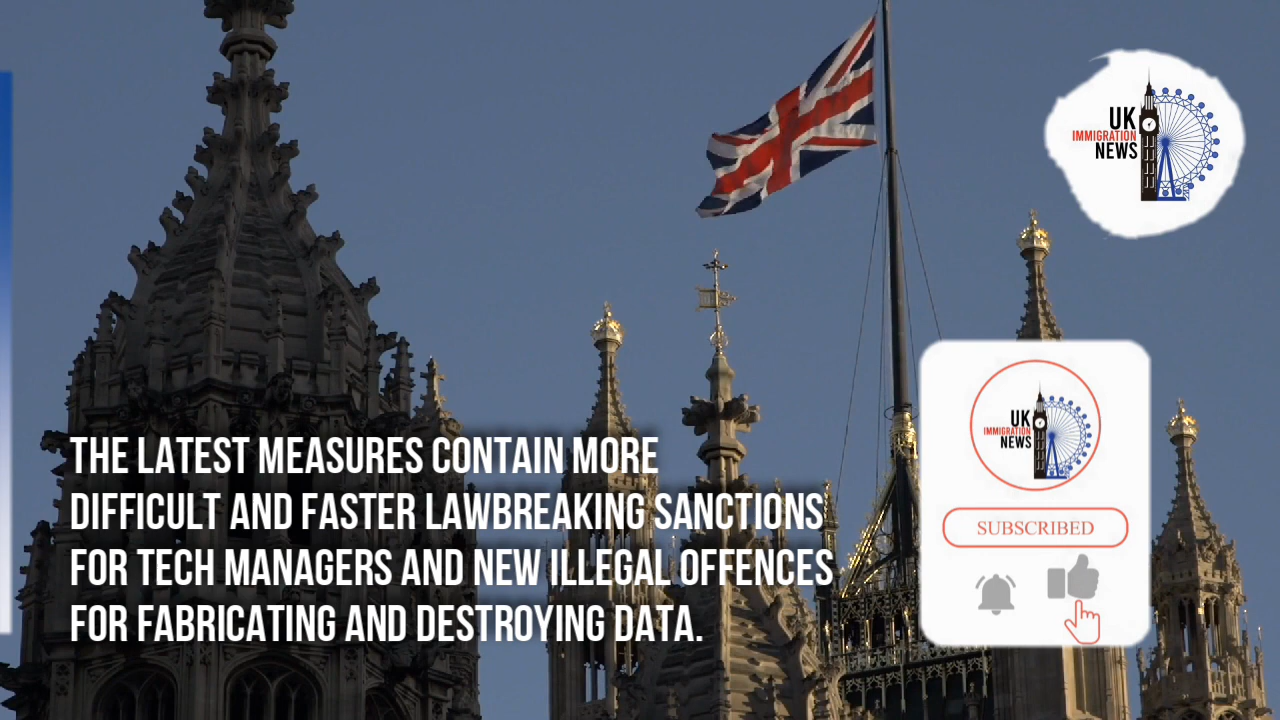 UK
IMMIGRATION
NEWS
UK
IMMIGRATION
NEWS
SUBSCRIBED
THE LATEST MEASURES CONTAIN MORE
DIFFICULT AND FASTER LAWBREAKING SANCTIONS
FOR TECH MANAGERS AND NEW ILLEGAL OFFENCES
FOR FABRICATING AND DESTROYING DATA.